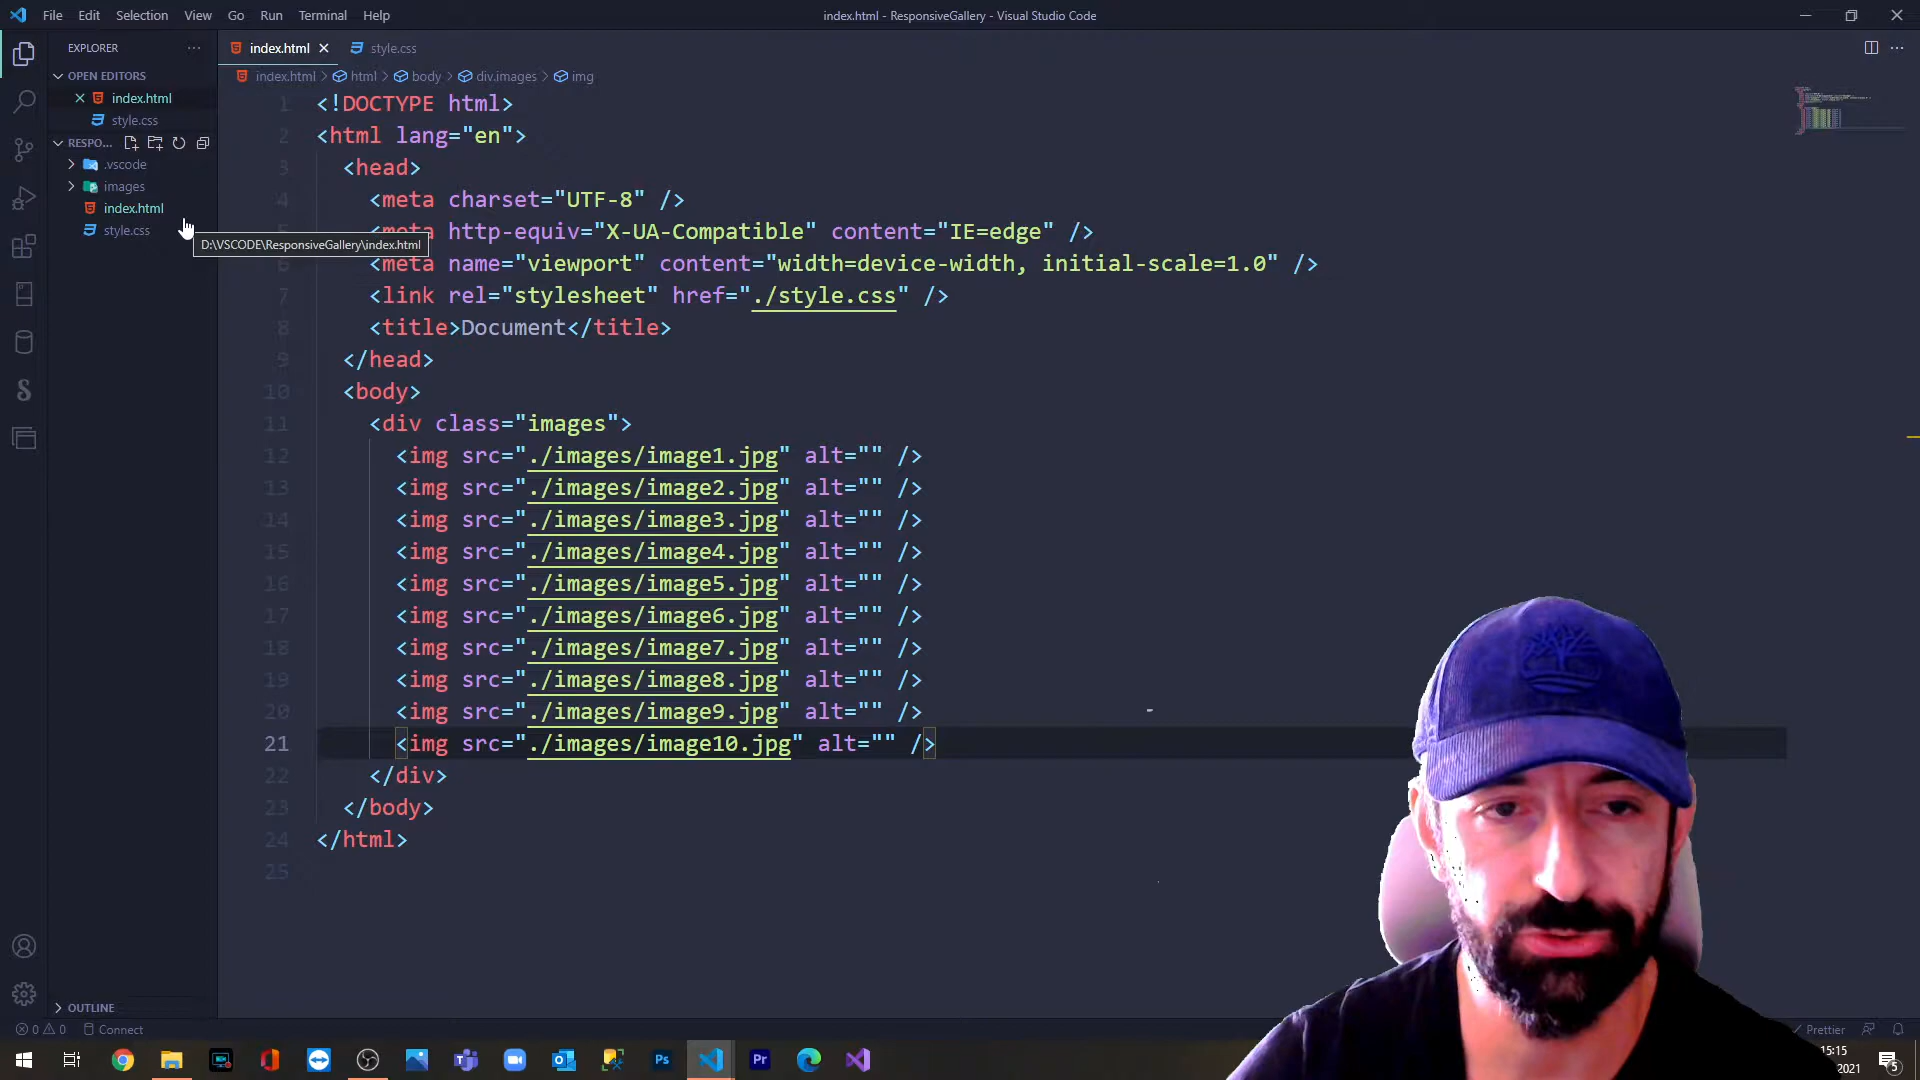 File Edit Selection View Go Run Terminal Help
index.html - ResponsiveGallery - Visual Studio Code
EXPLORER
OPEN EDITORS
index.html
style.css
RESPO...
.vscode
images
index.html
style.css
D:\VSCODE\ResponsiveGallery\index.html
OUTLINE
index.html style.css
index.html > html > body > div.images > img
1 <!DOCTYPE html>
2 <html lang="en">
3 <head>
4 <meta charset="UTF-8" />
5 <meta http-equiv="X-UA-Compatible" content="IE=edge" />
6 <meta name="viewport" content="width=device-width, initial-scale=1.0" />
7 <link rel="stylesheet" href="./style.css" />
8 <title>Document</title>
9 </head>
10 <body>
11 <div class="images">
12 <img src="./images/image1.jpg" alt="" />
13 <img src="./images/image2.jpg" alt="" />
14 <img src="./images/image3.jpg" alt="" />
15 <img src="./images/image4.jpg" alt="" />
16 <img src="./images/image5.jpg" alt="" />
17 <img src="./images/image6.jpg" alt="" />
18 <img src="./images/image7.jpg" alt="" />
19 <img src="./images/image8.jpg" alt="" />
20 <img src="./images/image9.jpg" alt="" />
21 <img src="./images/image10.jpg" alt="" />
22 </div>
23 </body>
24 </html>
25
0 0 Connect
Prettier
Ps
Pr
15:15
2021
5